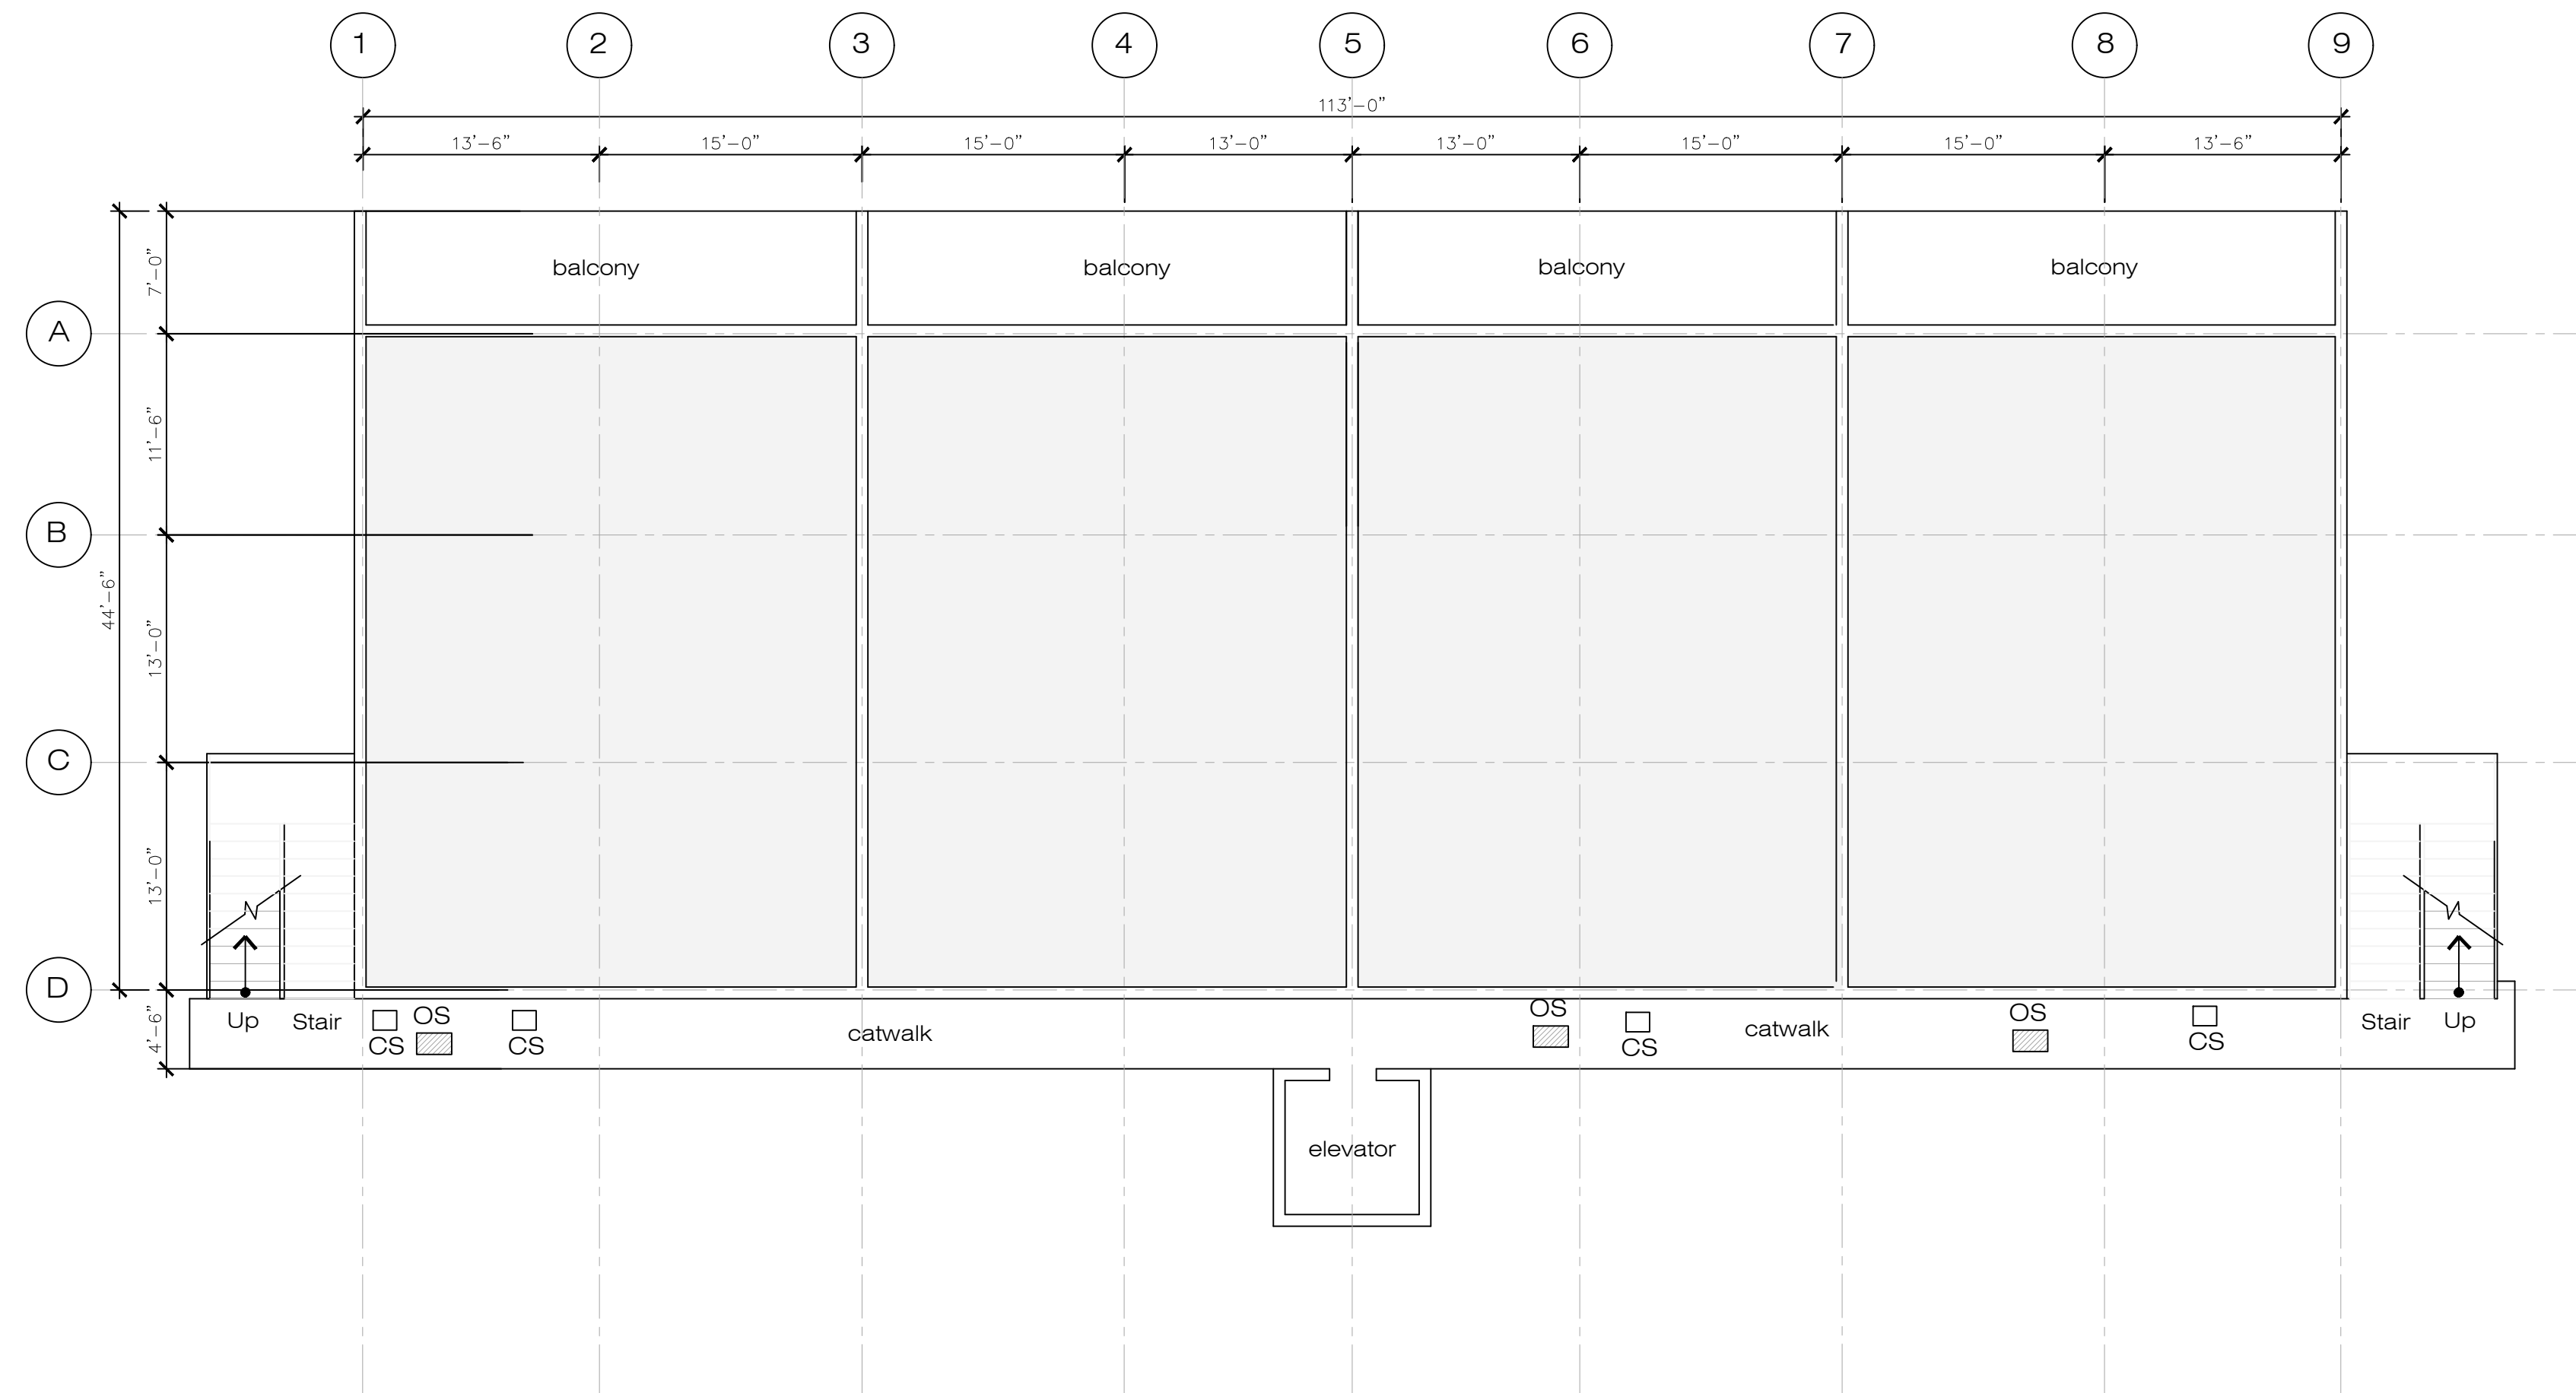 1 2 3 4 5 6 7 8 9
113'-0"
13'-6" 15'-0" 15'-0" 13'-0" 13'-0" 15'-0" 15'-0" 13'-6"
balcony balcony balcony balcony
7'-0"
A
11'-6"
B
44'-6"
13'-0"
C
13'-0"
D
4'-6"
Up Stair CS OS CS catwalk OS CS catwalk OS CS Stair Up
elevator